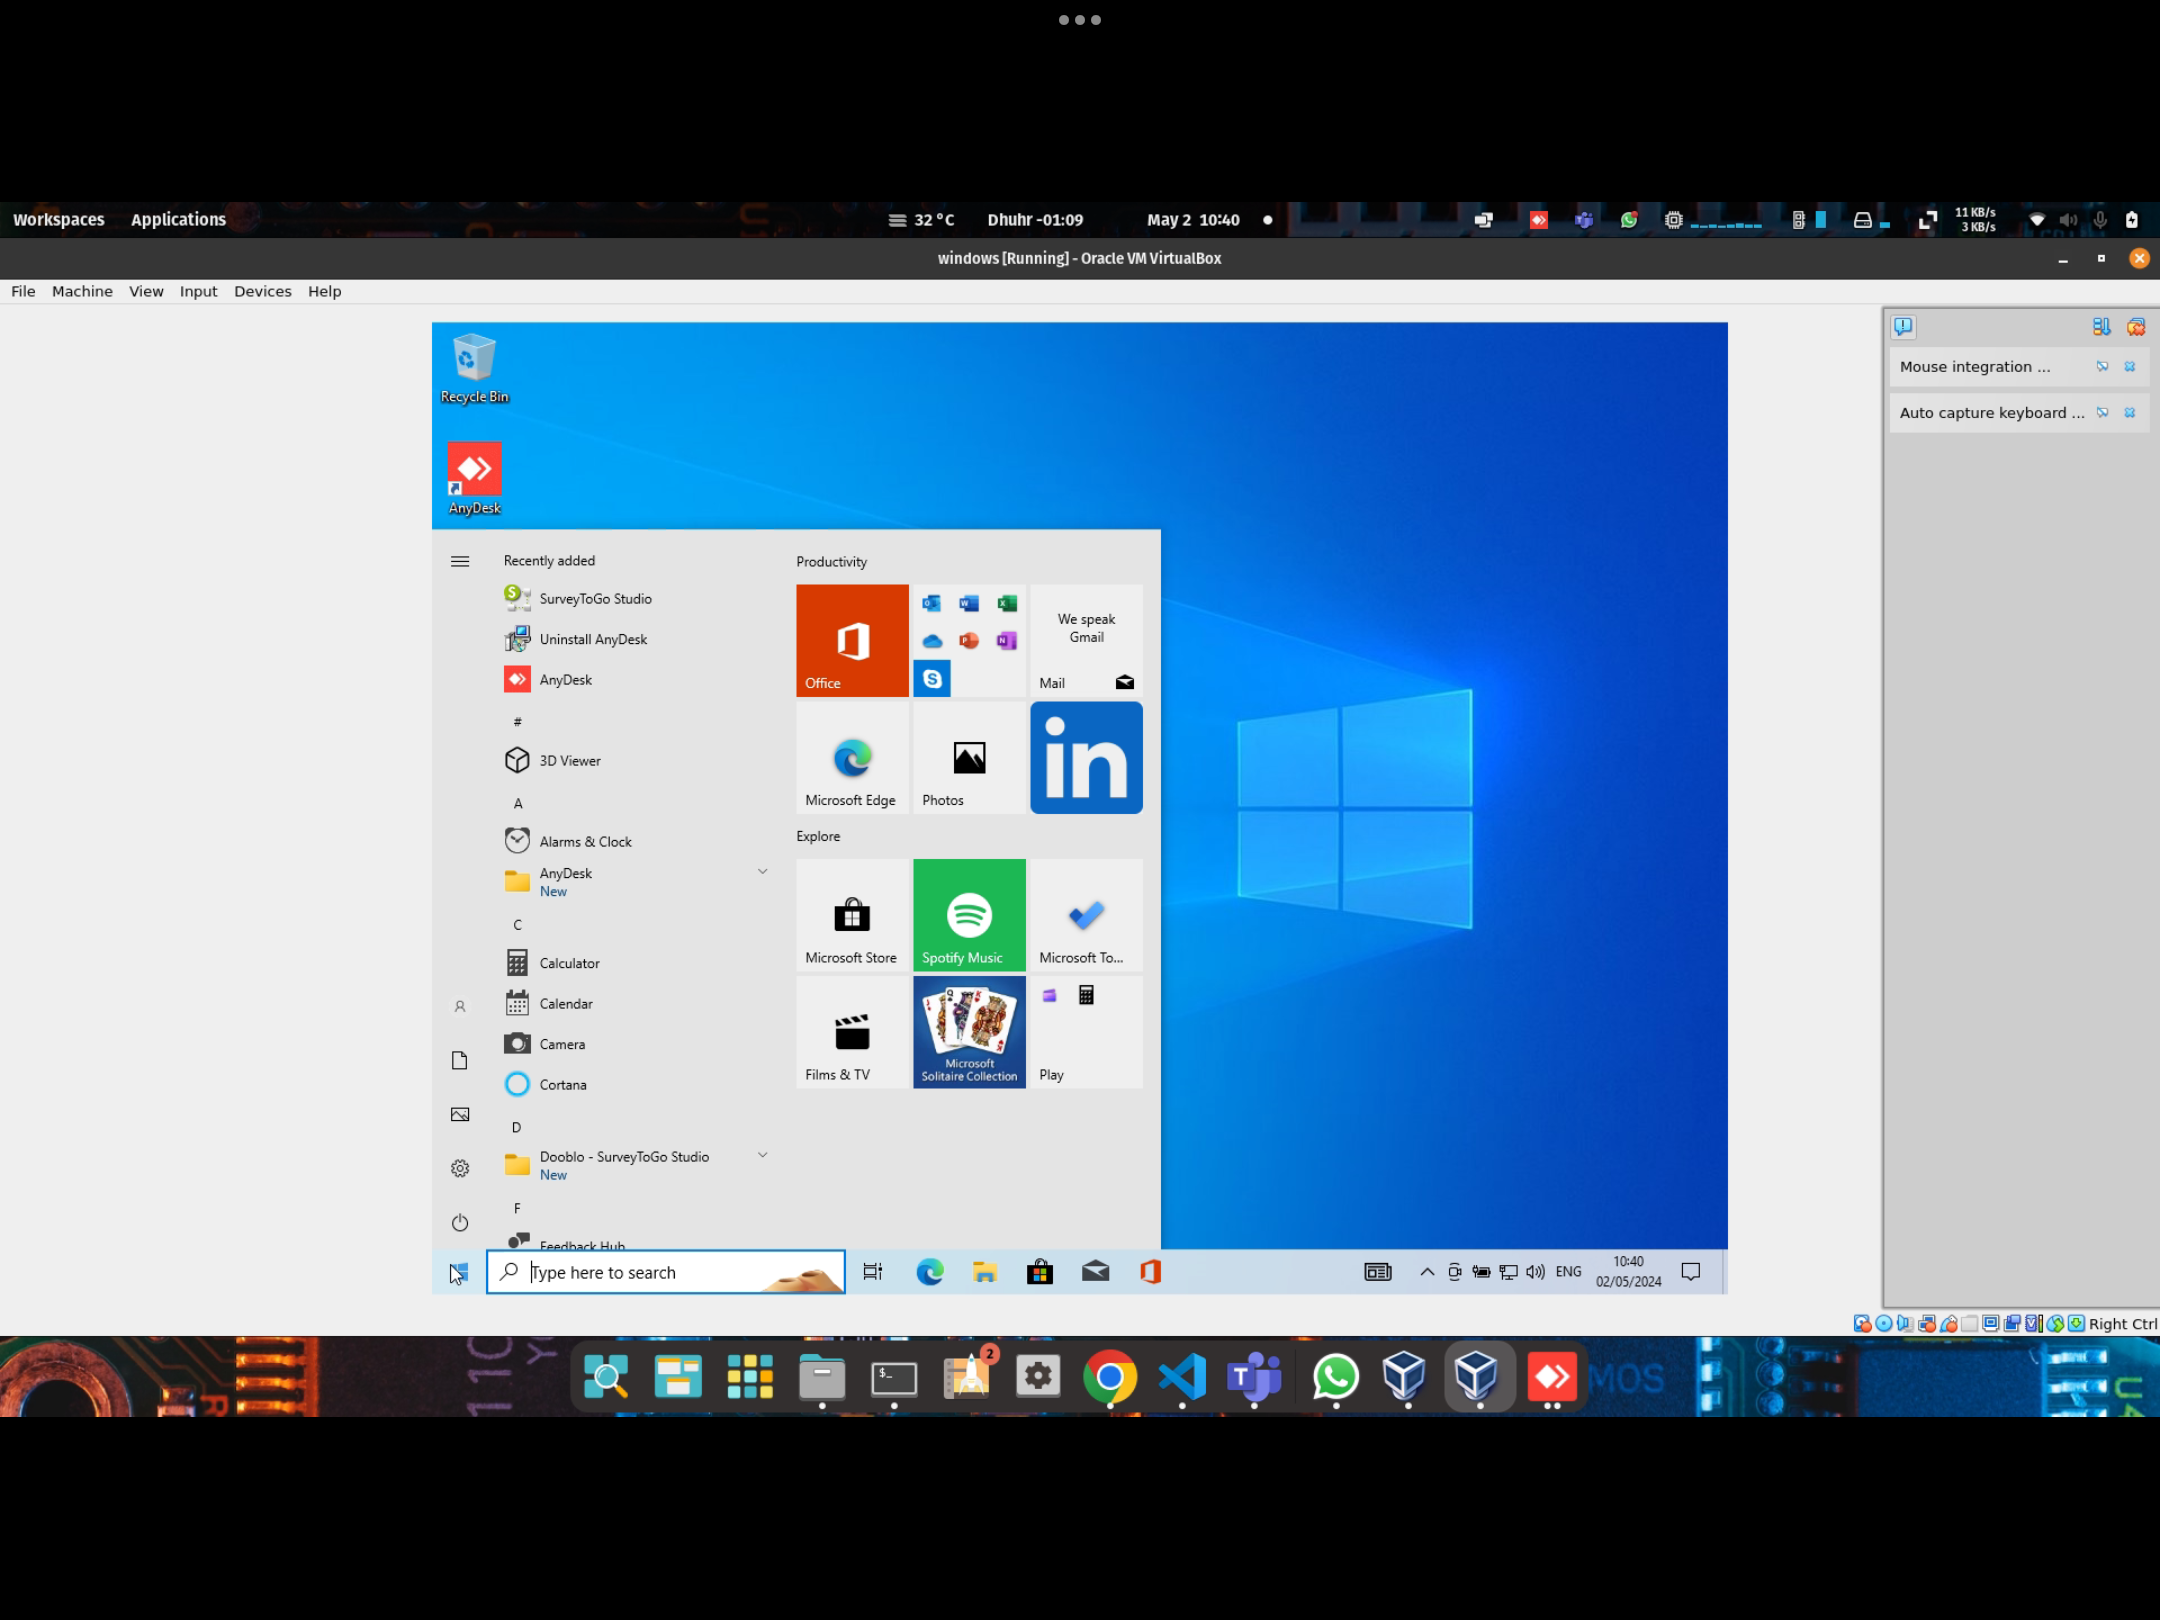 Workspaces Applications 32 °C Dhuhr -01:09 May 2 10:40 11 KB/s
3 KB/s
windows [Running] - Oracle VM VirtualBox
File Machine View Input Devices Help
Mouse integration ...
Auto capture keyboard ...
Recycle Bin
AnyDesk
Recently added
SurveyToGo Studio
Uninstall AnyDesk
AnyDesk
#
3D Viewer
A
Alarms & Clock
AnyDesk
New
C
Calculator
Calendar
Camera
Cortana
D
Dooblo - SurveyToGo Studio
New
F
Feedback Hub
Productivity
Office
We speak
Gmail
Mail
Microsoft Edge
Photos
in
Explore
Microsoft Store
Spotify Music
Microsoft To...
Films & TV
Microsoft
Solitaire Collection
Play
Type here to search
ENG
10:40
02/05/2024
Right Ctrl
2
MOS